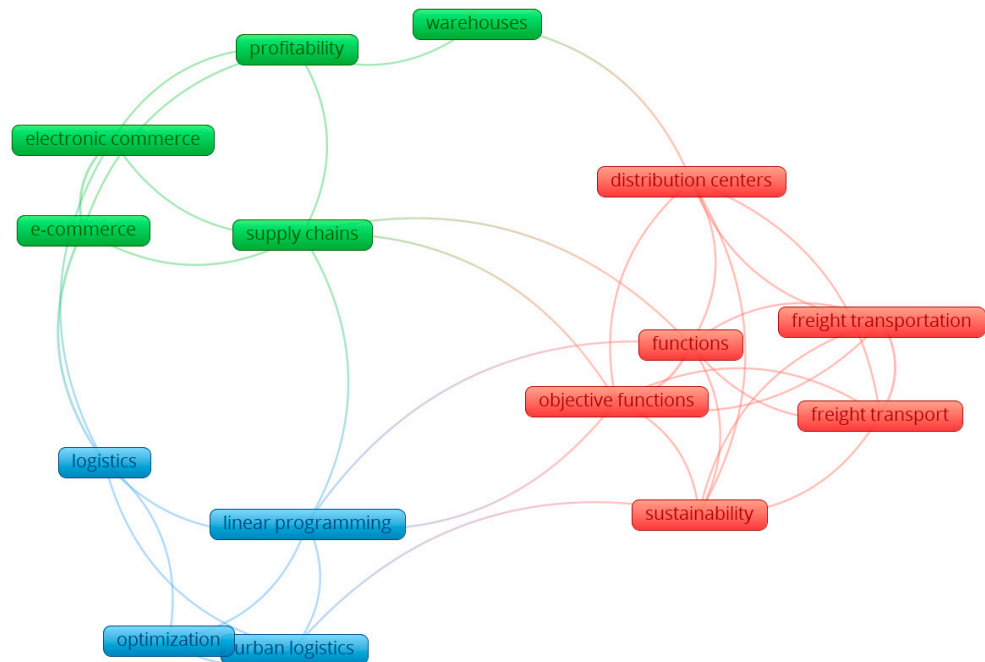 warehouses
profitability
electronic commerce
distribution centers
e-commerce
supply chains
freight transportation
functions
objective functions
freight transport
logistics
sustainability
linear programming
optimization
urban logistics